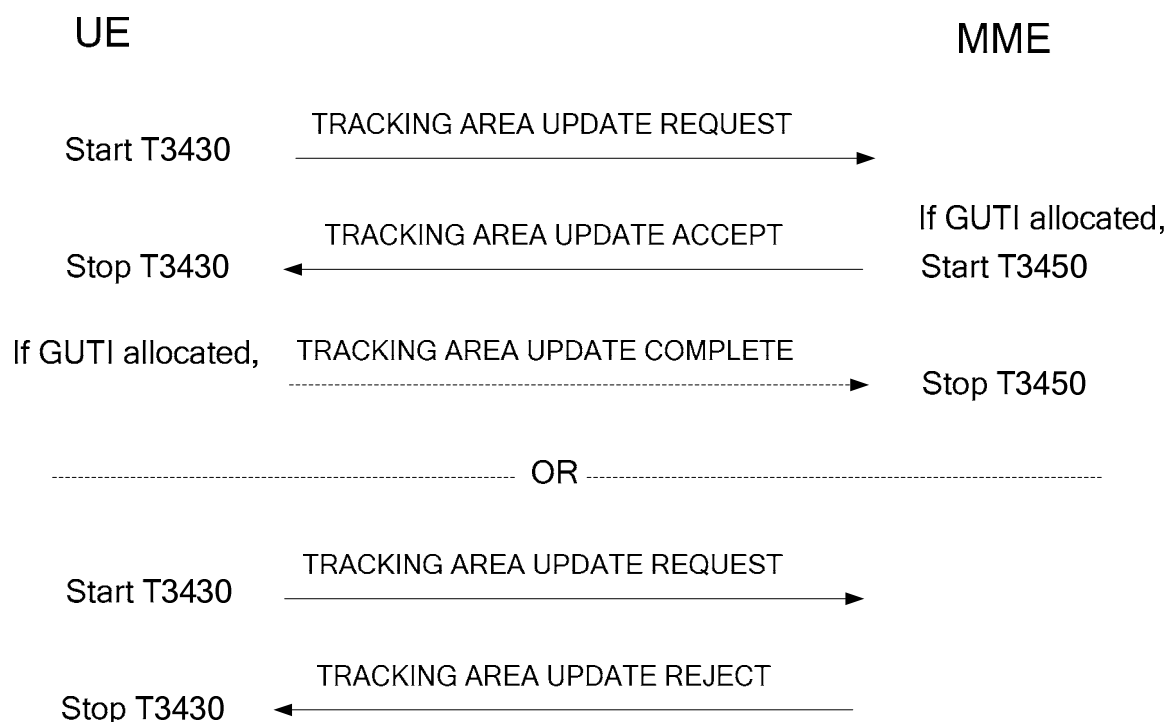 UE
MME
TRACKING AREA UPDATE REQUEST
Start T3430
If GUTI allocated,
TRACKING AREA UPDATE ACCEPT
Stop T3430
Start T3450
If GUTI allocated,
TRACKING AREA UPDATE COMPLETE
Stop T3450
OR
TRACKING AREA UPDATE REQUEST
Start T3430
TRACKING AREA UPDATE REJECT
Stop T3430